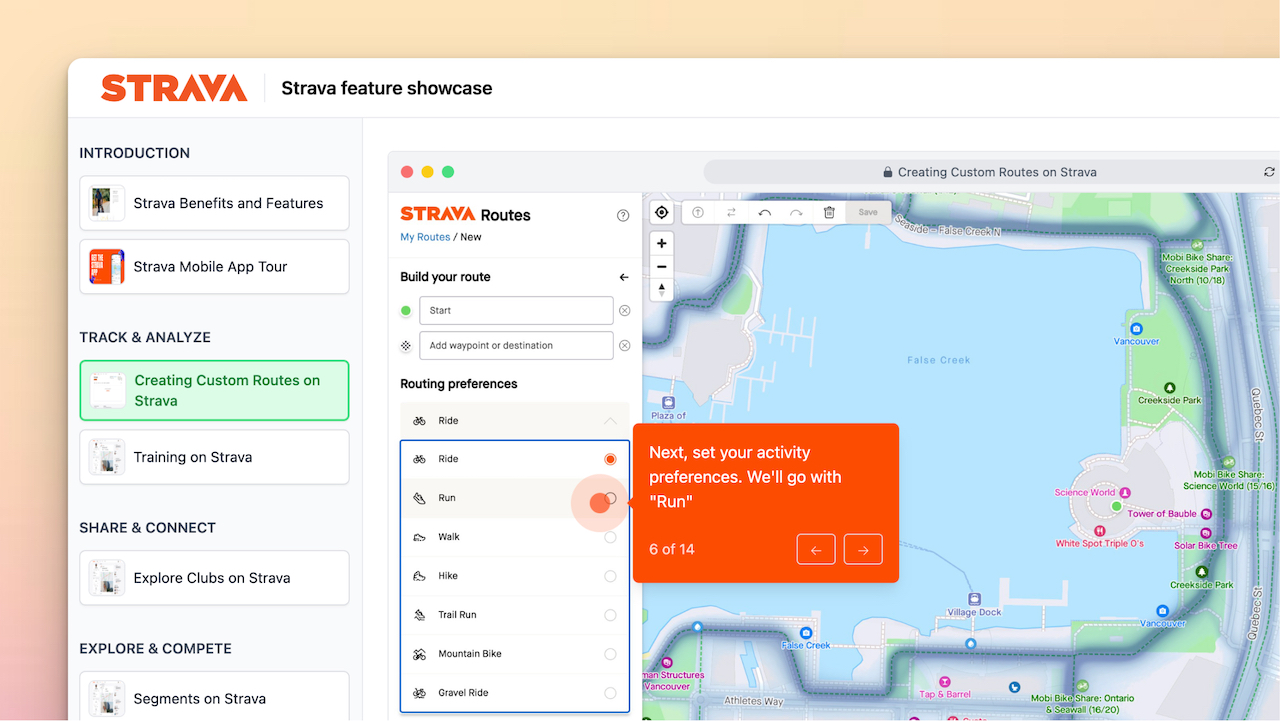 STRAVA
Strava feature showcase
INTRODUCTION
Strava Benefits and Features
Strava Mobile App Tour
TRACK & ANALYZE
Creating Custom Routes on
Strava
Training on Strava
SHARE & CONNECT
Explore Clubs on Strava
EXPLORE & COMPETE
Segments on Strava
Creating Custom Routes on Strava
STRAVA Routes
My Routes / New
Build your route
Start
Add waypoint or destination
Routing preferences
Ride
Ride
Run
Walk
Hike
Trail Run
Mountain Bike
Gravel Ride
Save
Next, set your activity
preferences. We'll go with
"Run"
6 of 14
Seaside – False Creek N
Mobi Bike Share:
Creekside Park
North (10/18)
Vancouver
False Creek
Creekside Park
Plaza of
Quebec St
Mobi Bike Share:
Science World (15/16)
Science World
Tower of Bauble
White Spot Triple O's
Solar Bike Tree
Creekside Park
Village Dock
Vancouver
Quebec St
False Creek
man Structures
Vancouver
Athletes Way
Tap & Barrel
Mobi Bike Share: Ontario
& Seawall (16/20)